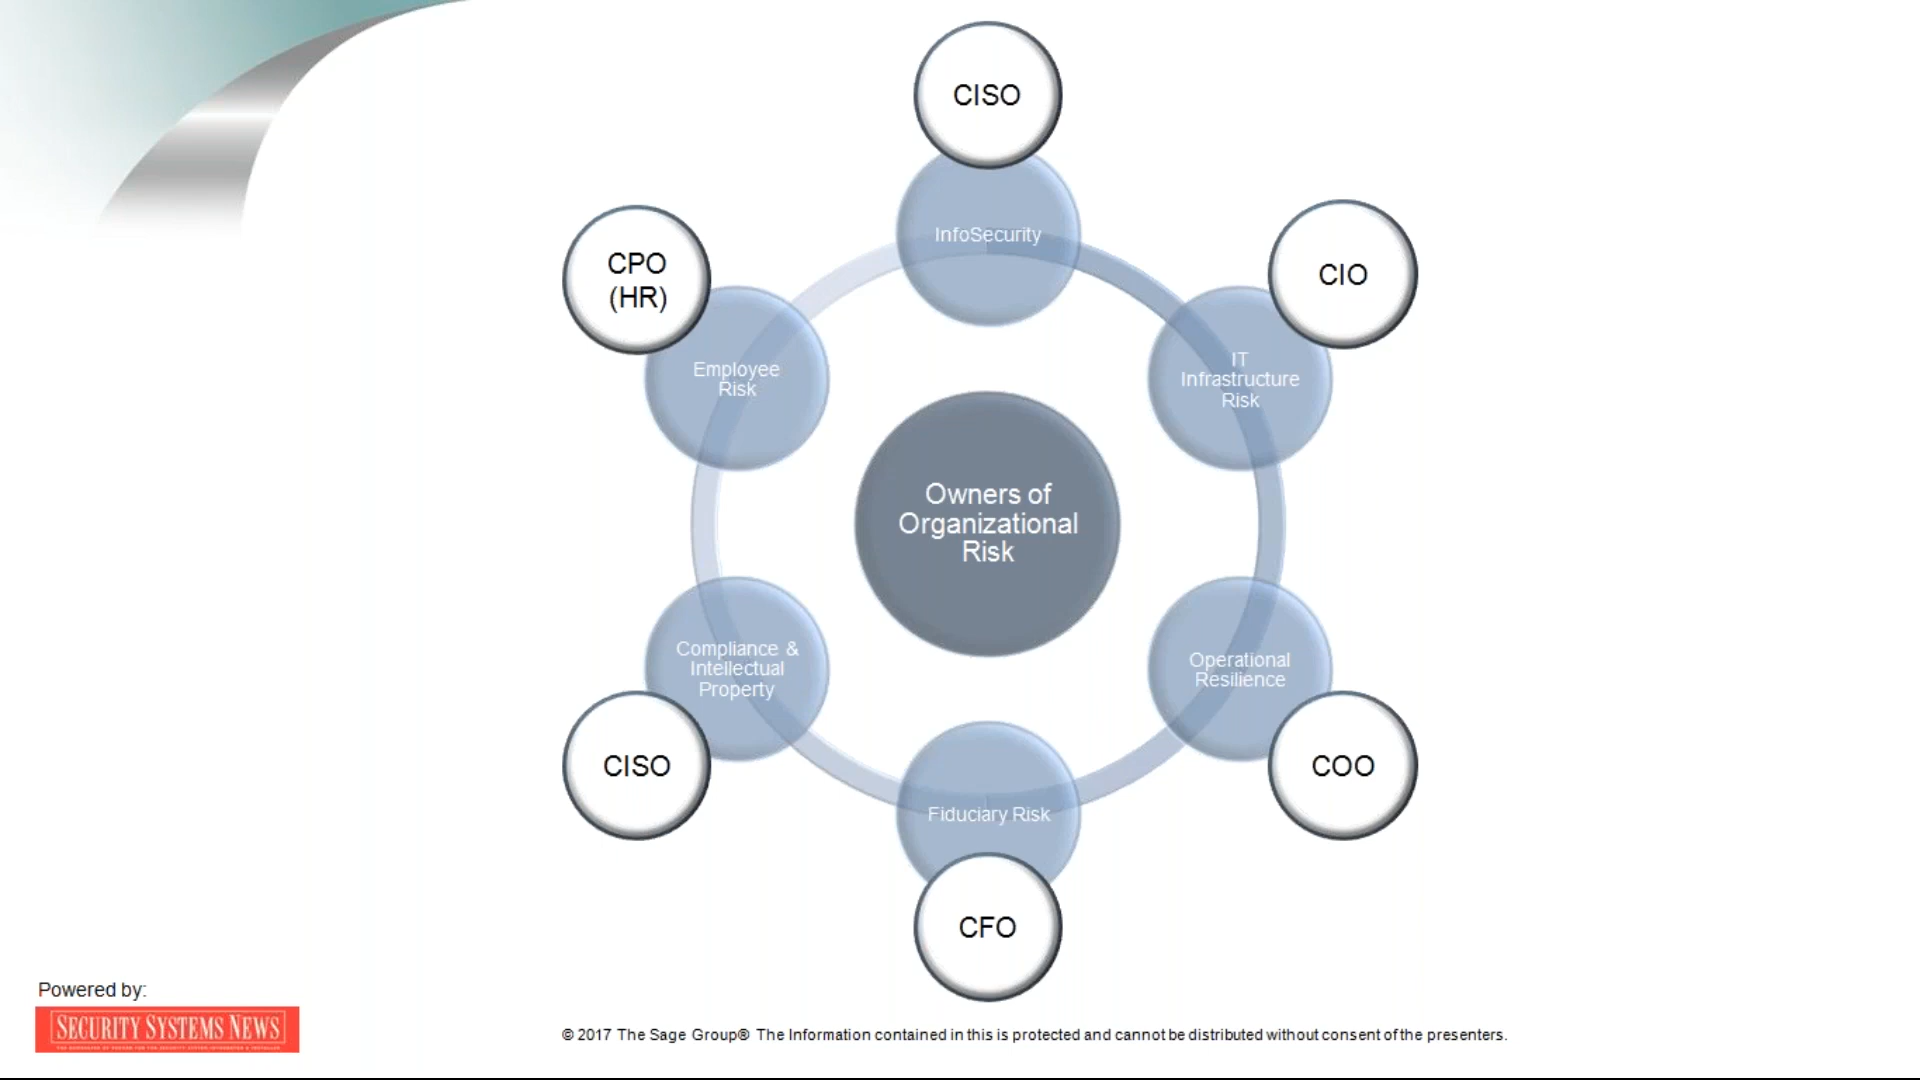 CISO
InfoSecurity
CIO
IT
Infrastructure
Risk
CPO
(HR)
Employee
Risk
Owners of
Organizational
Risk
Compliance &
Intellectual
Property
CISO
Operational
Resilience
COO
Fiduciary Risk
CFO
Powered by:
SECURITY SYSTEMS NEWS
© 2017 The Sage Group® The Information contained in this is protected and cannot be distributed without consent of the presenters.